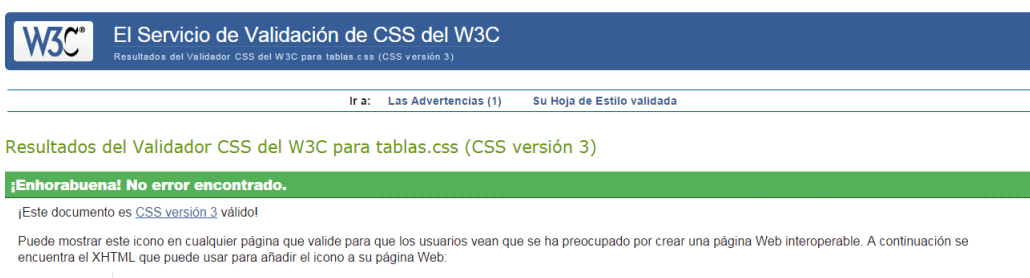 W3C® El Servicio de Validación de CSS del W3C
Resultados del Validador CSS del W3C para tablas.css (CSS versión 3)
Ir a: Las Advertencias (1) Su Hoja de Estilo validada
Resultados del Validador CSS del W3C para tablas.css (CSS versión 3)
¡Enhorabuena! No error encontrado.
¡Este documento es CSS versión 3 válido!
Puede mostrar este icono en cualquier página que valide para que los usuarios vean que se ha preocupado por crear una página Web interoperable. A continuación se
encuentra el XHTML que puede usar para añadir el icono a su página Web: